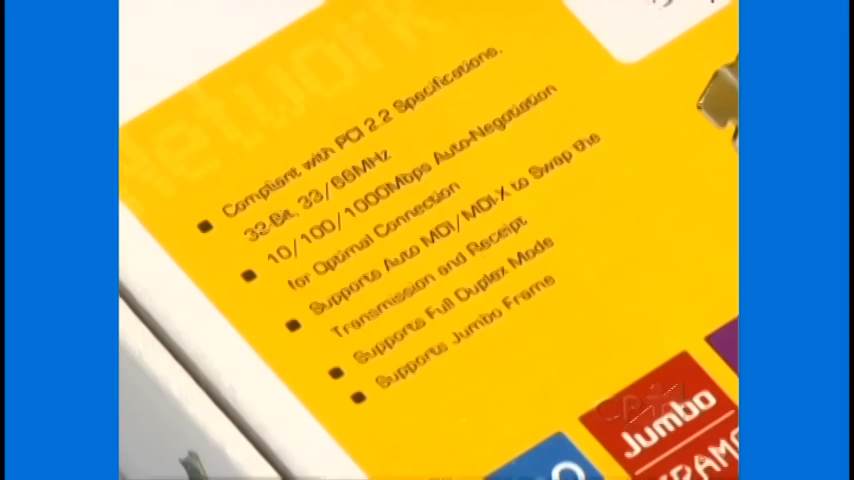 Network
Compliant with PCI 2.2 Specifications.
32-Bit, 33/66MHz
10/100/1000Mbps Auto-Negotiation
for Optimal Connection
Supports Auto MDI/MDI-X to Swap the
Transmission and Receipt
Supports Full Duplex Mode
Supports Jumbo Frame
Jumbo
FRAME